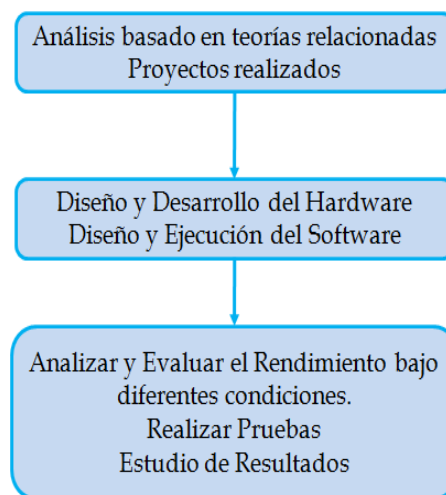 Análisis basado en teorías relacionadas
Proyectos realizados
Diseño y Desarrollo del Hardware
Diseño y Ejecución del Software
Analizar y Evaluar el Rendimiento bajo
diferentes condiciones.
Realizar Pruebas
Estudio de Resultados